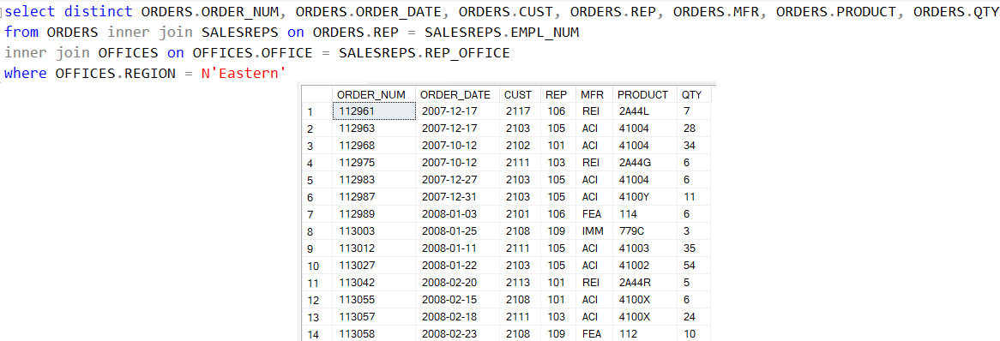 select distinct ORDERS.ORDER_NUM, ORDERS.ORDER_DATE, ORDERS.CUST, ORDERS.REP, ORDERS.MFR, ORDERS.PRODUCT, ORDERS.QTY
from ORDERS inner join SALESREPS on ORDERS.REP = SALESREPS.EMPL_NUM
inner join OFFICES on OFFICES.OFFICE = SALESREPS.REP_OFFICE
where OFFICES.REGION = N'Eastern'
ORDER_NUM ORDER_DATE CUST REP MFR PRODUCT QTY
1 112961 2007-12-17 2117 106 REI 2A44L 7
2 112963 2007-12-17 2103 105 ACI 41004 28
3 112968 2007-10-12 2102 101 ACI 41004 34
4 112975 2007-10-12 2111 103 REI 2A44G 6
5 112983 2007-12-27 2103 105 ACI 41004 6
6 112987 2007-12-31 2103 105 ACI 4100Y 11
7 112989 2008-01-03 2101 106 FEA 114 6
8 113003 2008-01-25 2108 109 IMM 779C 3
9 113012 2008-01-11 2111 105 ACI 41003 35
10 113027 2008-01-22 2103 105 ACI 41002 54
11 113042 2008-02-20 2113 101 REI 2A44R 5
12 113055 2008-02-15 2108 101 ACI 4100X 6
13 113057 2008-02-18 2111 103 ACI 4100X 24
14 113058 2008-02-23 2108 109 FEA 112 10